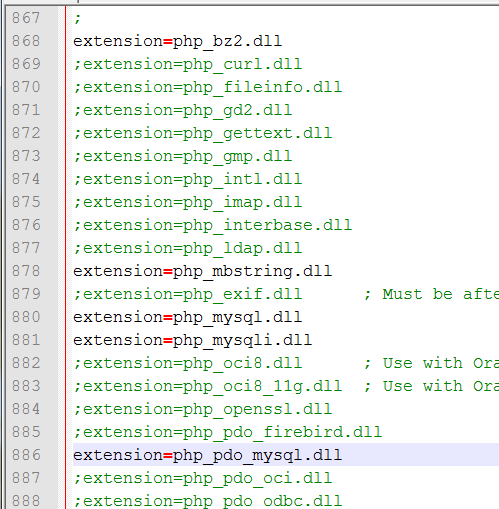 867 ;
868 extension=php_bz2.dll
869 ;extension=php_curl.dll
870 ;extension=php_fileinfo.dll
871 ;extension=php_gd2.dll
872 ;extension=php_gettext.dll
873 ;extension=php_gmp.dll
874 ;extension=php_intl.dll
875 ;extension=php_imap.dll
876 ;extension=php_interbase.dll
877 ;extension=php_ldap.dll
878 extension=php_mbstring.dll
879 ;extension=php_exif.dll      ; Must be afte
880 extension=php_mysql.dll
881 extension=php_mysqli.dll
882 ;extension=php_oci8.dll      ; Use with Ora
883 ;extension=php_oci8_11g.dll  ; Use with Ora
884 ;extension=php_openssl.dll
885 ;extension=php_pdo_firebird.dll
886 extension=php_pdo_mysql.dll
887 ;extension=php_pdo_oci.dll
888 ;extension=php_pdo_odbc.dll